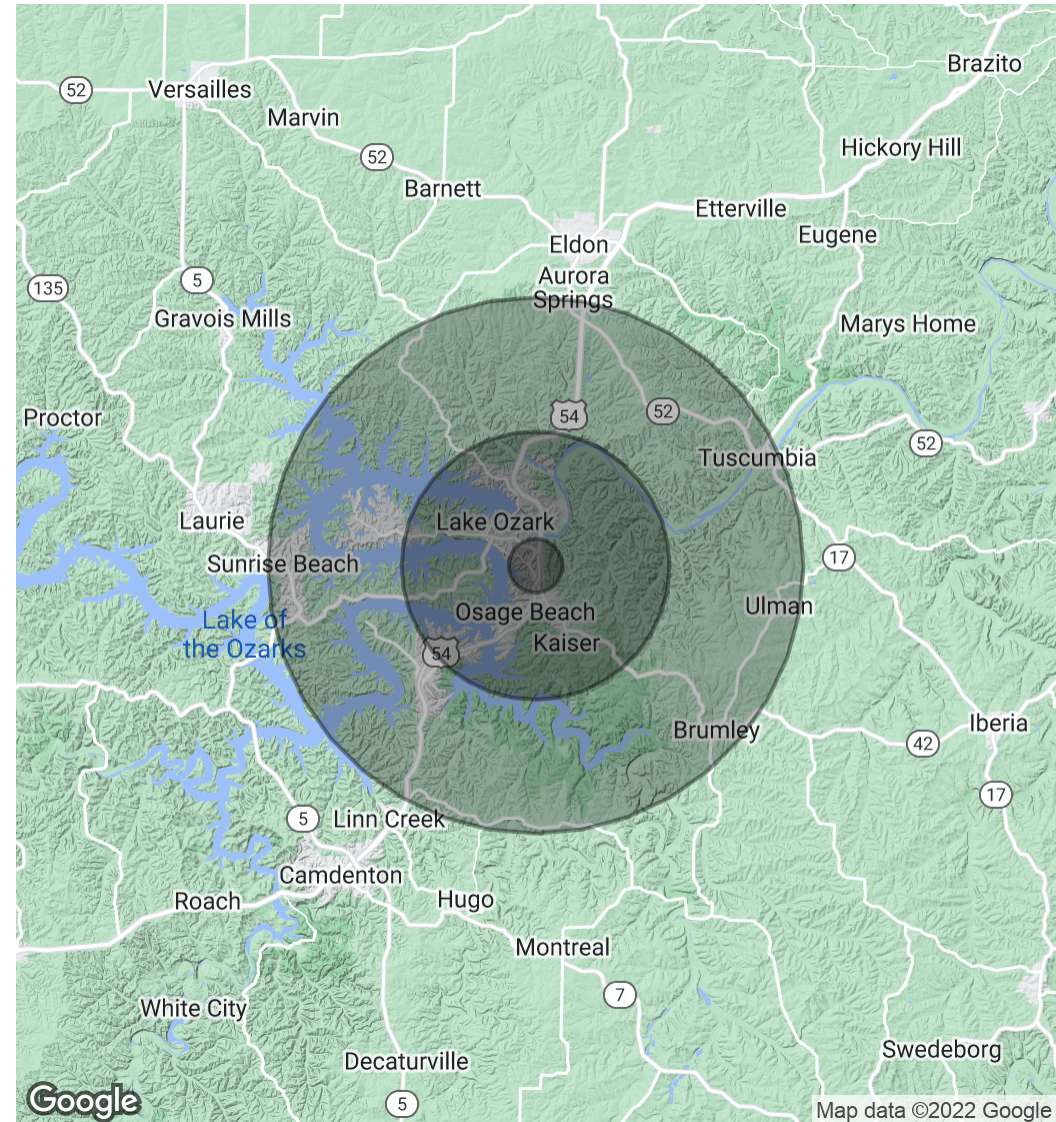 Brazito
52
Versailles
Marvin
Hickory Hill
52
Barnett
Etterville
Eugene
Eldon
Aurora
Springs
5
135
Gravois Mills
Marys Home
54
52
Proctor
52
Tuscumbia
Laurie
Lake Ozark
17
Sunrise Beach
Ulman
Osage Beach
Lake of
the Ozarks
Kaiser
54
Brumley
Iberia
42
17
5
Linn Creek
Camdenton
Roach
Hugo
Montreal
7
White City
Swedeborg
Decaturville
5
Google
Map data ©2022 Google